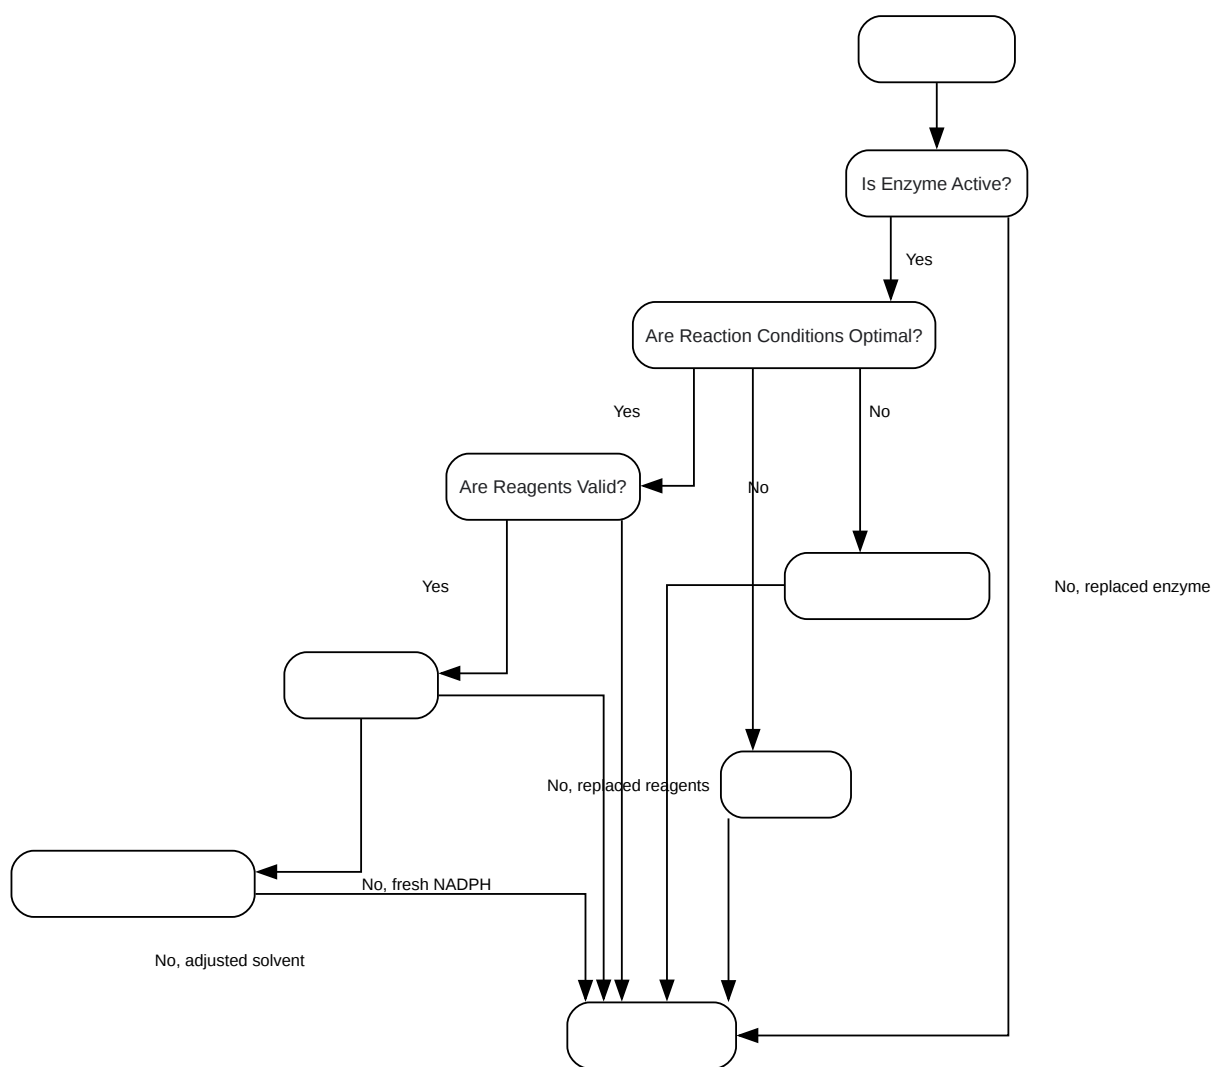 Is Enzyme Active?
Yes
Are Reaction Conditions Optimal?
Yes
No
Are Reagents Valid?
No
Yes
No, replaced enzyme
No, replaced reagents
No, fresh NADPH
No, adjusted solvent